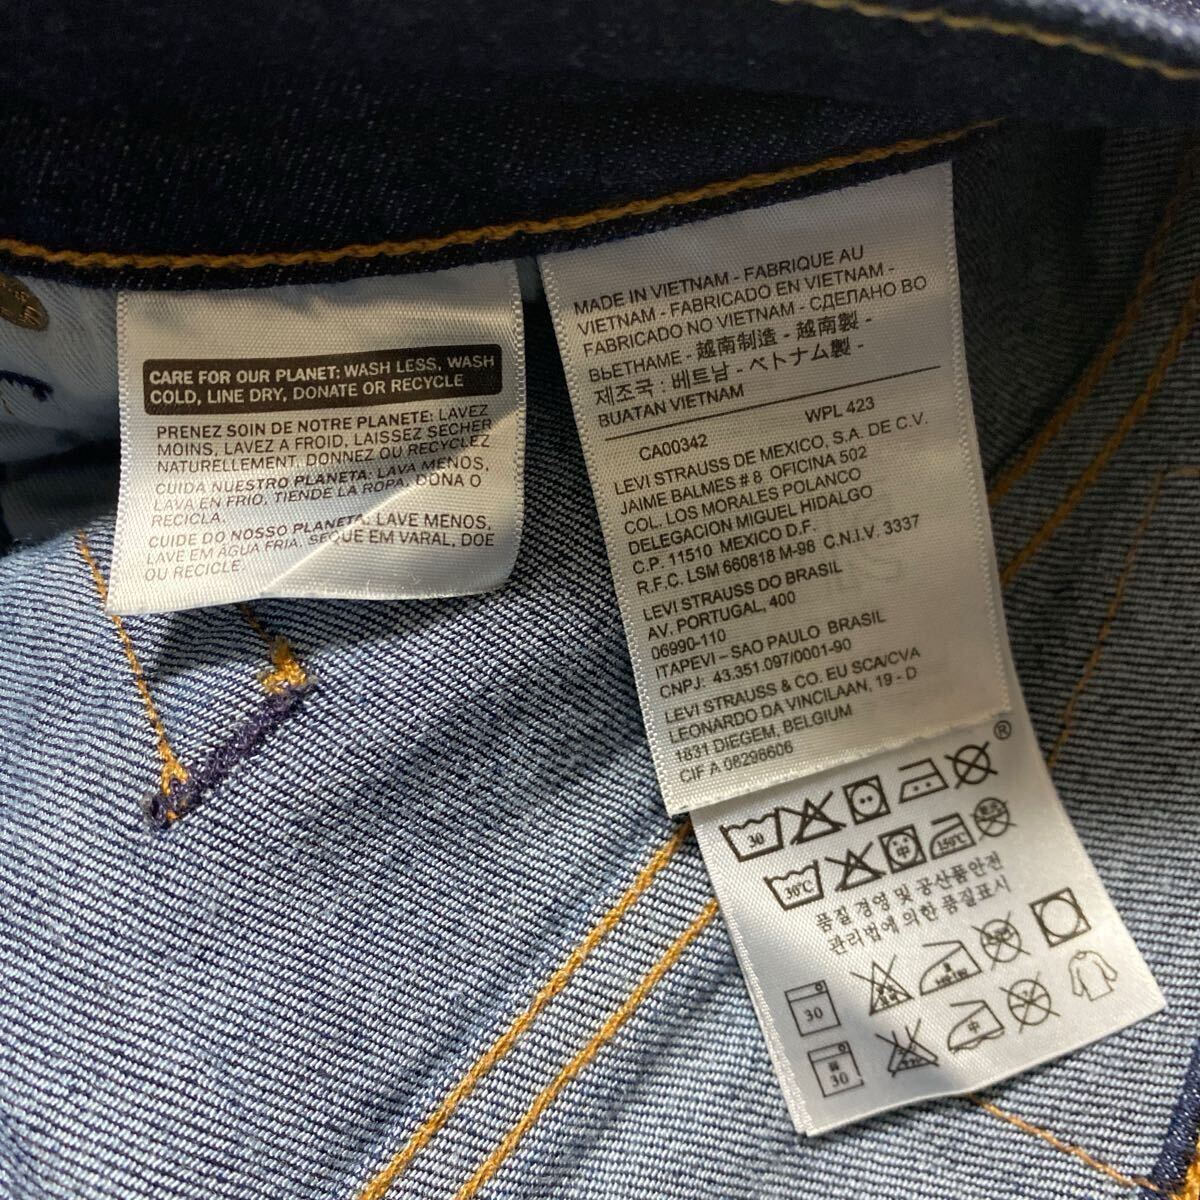 CARE FOR OUR PLANET: WASH LESS, WASH
COLD, LINE DRY, DONATE OR RECYCLE
PRENEZ SOIN DE NOTRE PLANETE: LAVEZ
MOINS, LAVEZ A FROID, LAISSEZ SECHER
NATURELLEMENT, DONNEZ OU RECYCLEZ
CUIDA NUESTRO PLANETA: LAVA MENOS,
LAVA EN FRIO, TIENDE LA ROPA, DONA O
RECICLA.
CUIDE DO NOSSO PLANETA: LAVE MENOS,
LAVE EM ÁGUA FRIA, SEQUE EM VARAL, DOE
OU RECICLE.
MADE IN VIETNAM - FABRIQUE AU
VIETNAM - FABRICADO EN VIETNAM -
FABRICADO NO VIETNAM - СДЕЛАНО ВО
ВЬЕТНАМЕ - 越南制造 - 越南製 -
제조국 : 베트남 - ベトナム製 -
BUATAN VIETNAM
CA00342 WPL 423
LEVI STRAUSS DE MEXICO, S.A. DE C.V.
JAIME BALMES # 8 OFICINA 502
COL. LOS MORALES POLANCO
DELEGACION MIGUEL HIDALGO
C.P. 11510 MEXICO D.F.
R.F.C. LSM 660818 M-98 C.N.I.V. 3337
LEVI STRAUSS DO BRASIL
AV. PORTUGAL, 400
06990-110
ITAPEVI - SAO PAULO BRASIL
CNPJ: 43.351.097/0001-90
LEVI STRAUSS & CO. EU SCA/CVA
LEONARDO DA VINCILAAN, 19 - D
1831 DIEGEM, BELGIUM
CIF A 08298606
®
30
30°C 中 150°C
품질 경영 및 공산품안전
관리법에 의한 품질표시
30
30 中